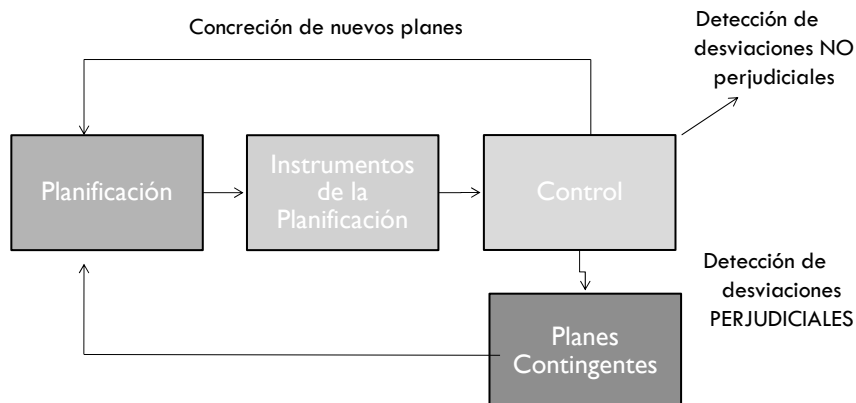 Concreción de nuevos planes
Detección de
desviaciones NO
perjudiciales
Planificación
Instrumentos
de la
Planificación
Control
Detección de
desviaciones
PERJUDICIALES
Planes
Contingentes